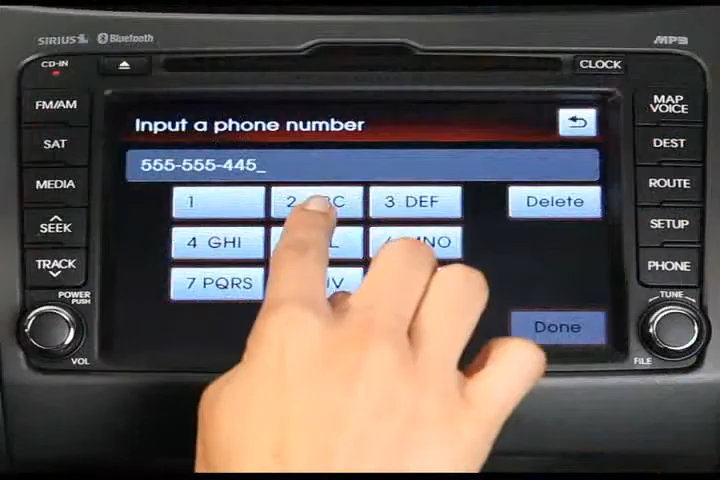 SIRIUS Bluetooth MP3
CD-IN CLOCK
FM/AM
SAT
MEDIA
SEEK
TRACK
POWER
PUSH
VOL
Input a phone number
555-555-445_
1 3 DEF Delete
4 GHI
7 PQRS
Done
MAP
VOICE
DEST
ROUTE
SETUP
PHONE
TUNE
FILE